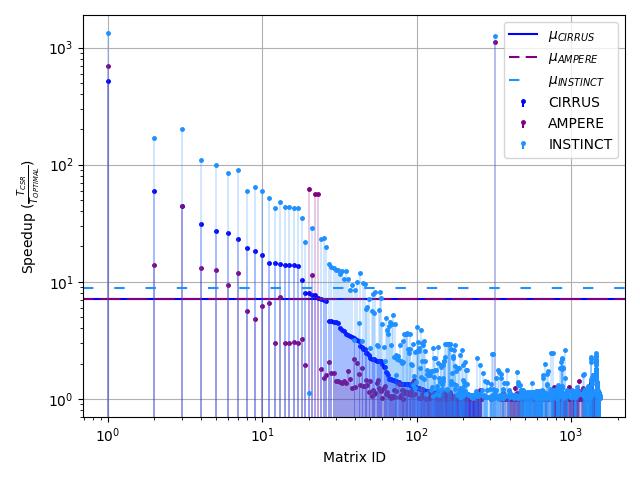 10³
10²
10¹
10⁰
10⁰
10¹
10²
10³
Speedup (T_CSR/T_OPTIMAL)
Matrix ID
μ_CIRRUS
μ_AMPERE
μ_INSTINCT
CIRRUS
AMPERE
INSTINCT